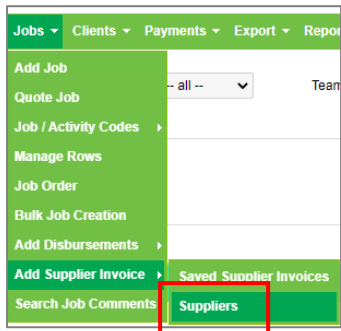 Jobs Clients Payments Export Repor
Add Job
-- all -- Team
Quote Job
Job / Activity Codes
Manage Rows
Job Order
Bulk Job Creation
Add Disbursements
Add Supplier Invoice Saved Supplier Invoices
Search Job Comments Suppliers